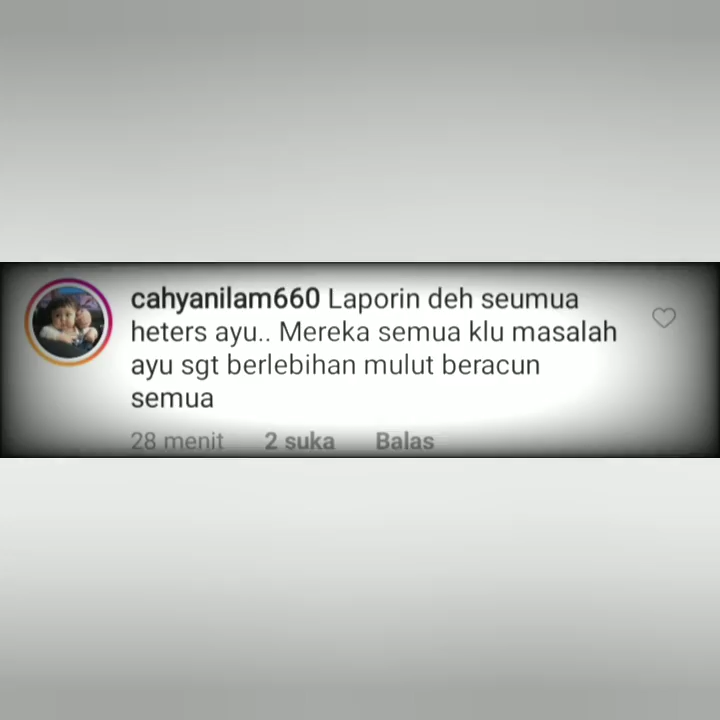 cahyanilam660 Laporin deh seumua
heters ayu.. Mereka semua klu masalah
ayu sgt berlebihan mulut beracun
semua
28 menit 2 suka Balas